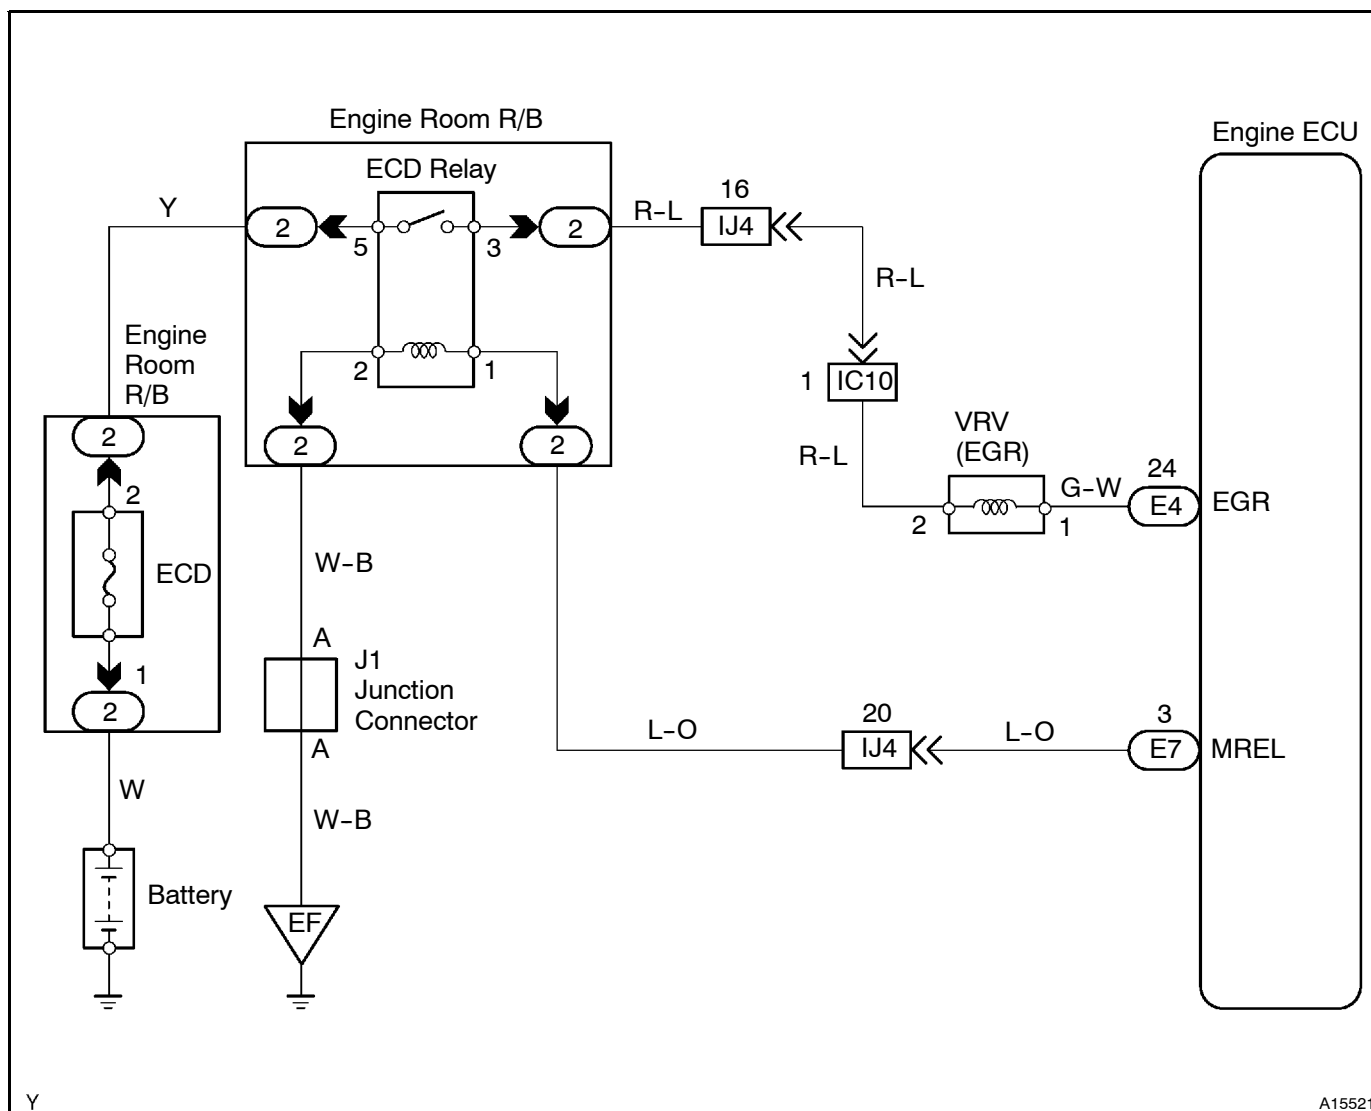 Engine Room R/B
Engine ECU
ECD Relay
16
Y
2
2
R-L
IJ4
5
3
R-L
Engine
Room
R/B
2
1
1
IC10
2
2
2
VRV
(EGR)
R-L
24
2
G-W
E4
EGR
2
1
W-B
ECD
A
J1
Junction
Connector
1
2
20
3
A
L-O
IJ4
L-O
E7
MREL
W
W-B
Battery
EF
Y
A15521